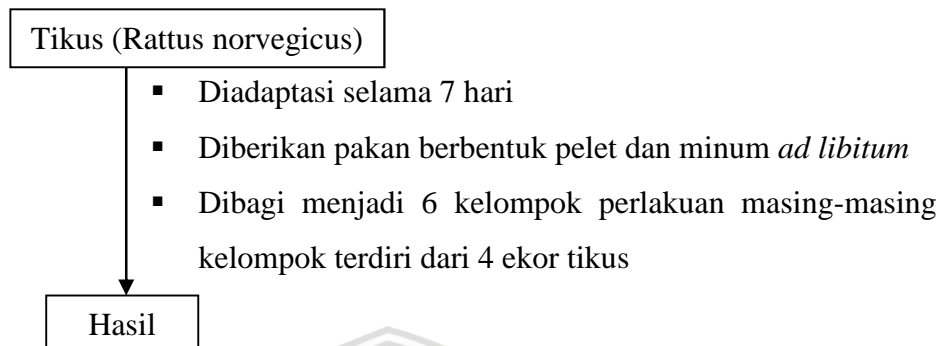 Tikus (Rattus norvegicus)
▪ Diadaptasi selama 7 hari
▪ Diberikan pakan berbentuk pelet dan minum ad libitum
▪ Dibagi menjadi 6 kelompok perlakuan masing-masing
kelompok terdiri dari 4 ekor tikus
Hasil